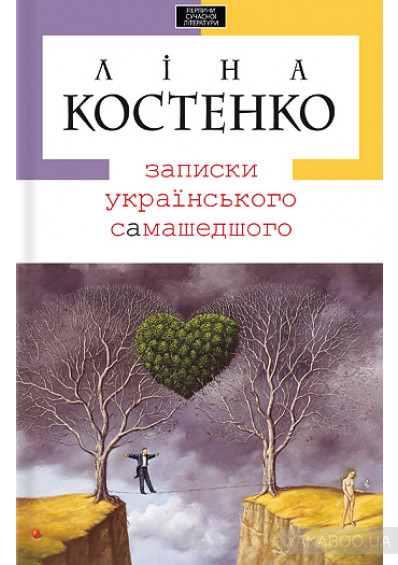 ПЕРЛИНИ
СУЧАСНОЇ
ЛІТЕРАТУРИ
ЛІНА
КОСТЕНКО
записки
українського
самашедшого
YAKABOO.UA